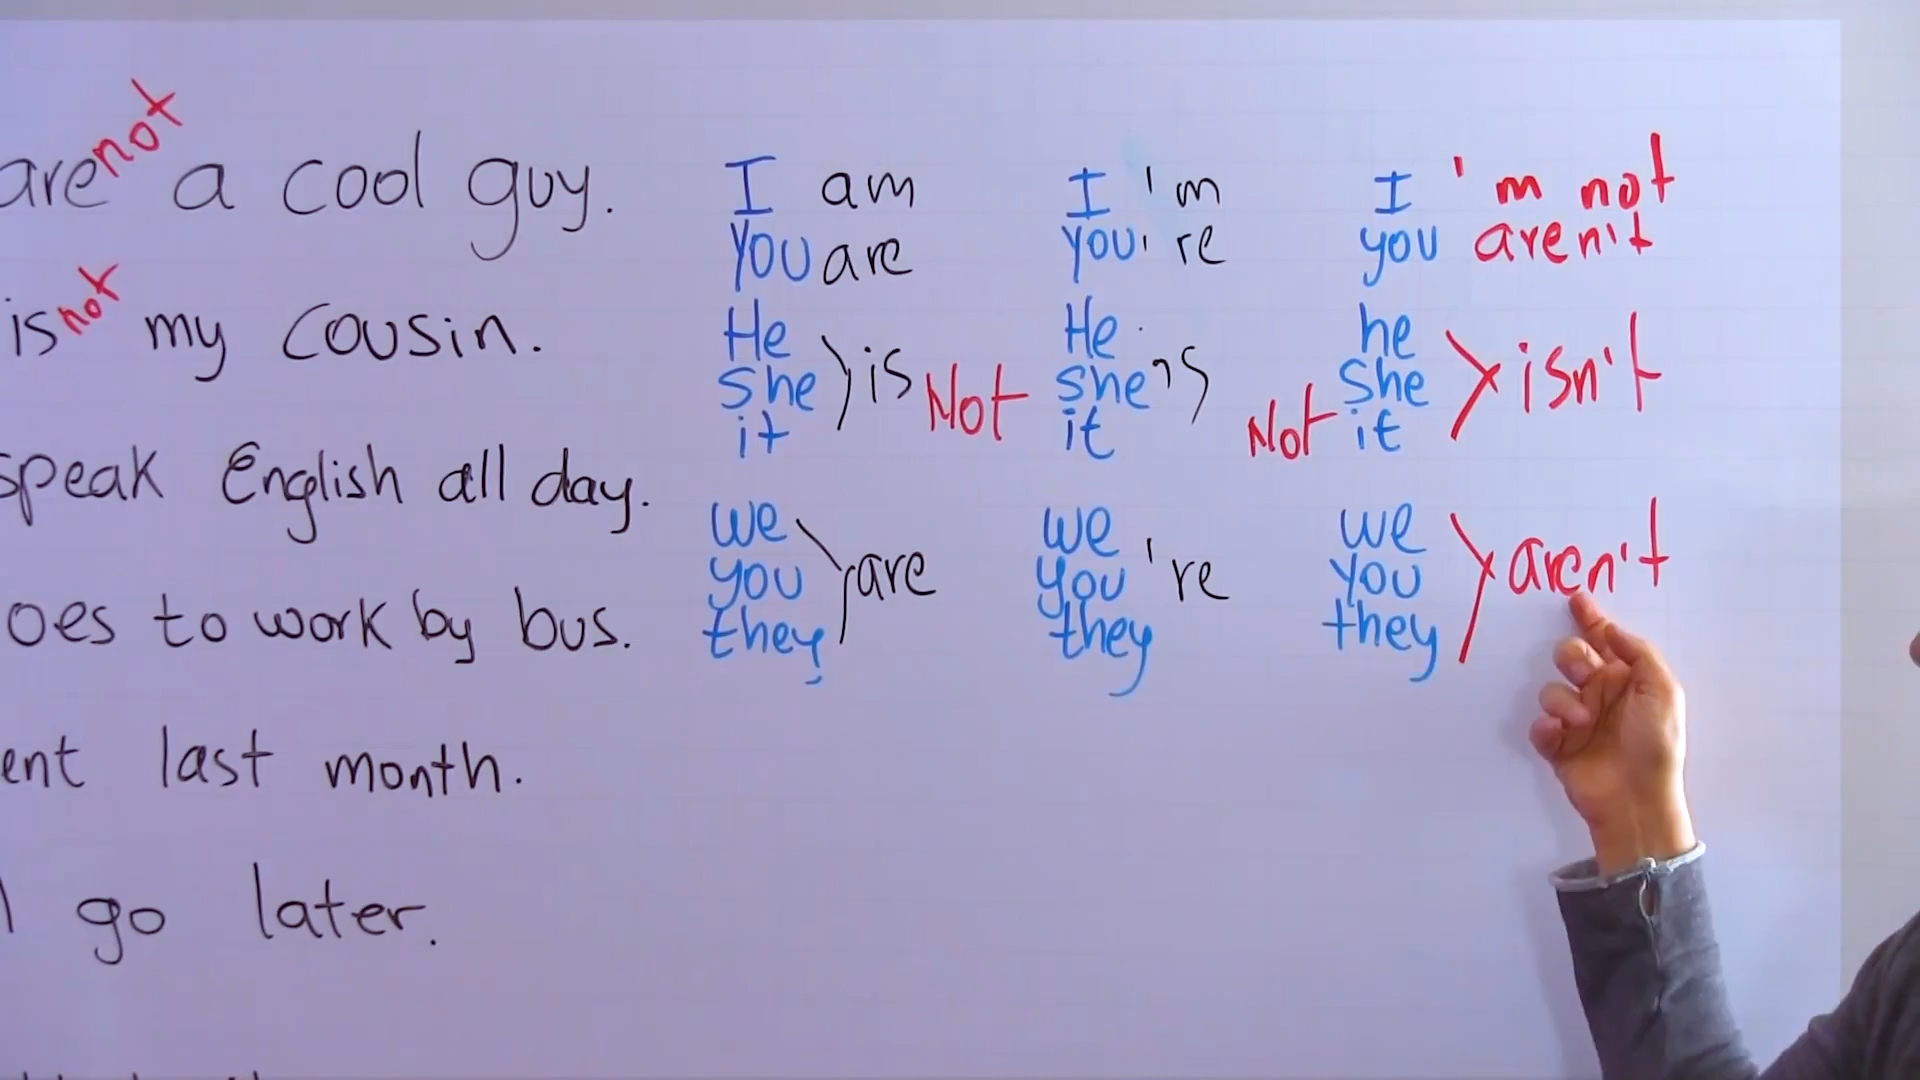 are not a cool guy.
is not my cousin.
speak English all day.
oes to work by bus.
ent last month.
go later.
I am
you are
He
She
it
is
Not
we
you
they
are
I 'm
you 're
He
she
it
's
Not
we
you
they
're
I 'm not
you aren't
he
She
it
isn't
we
you
they
aren't